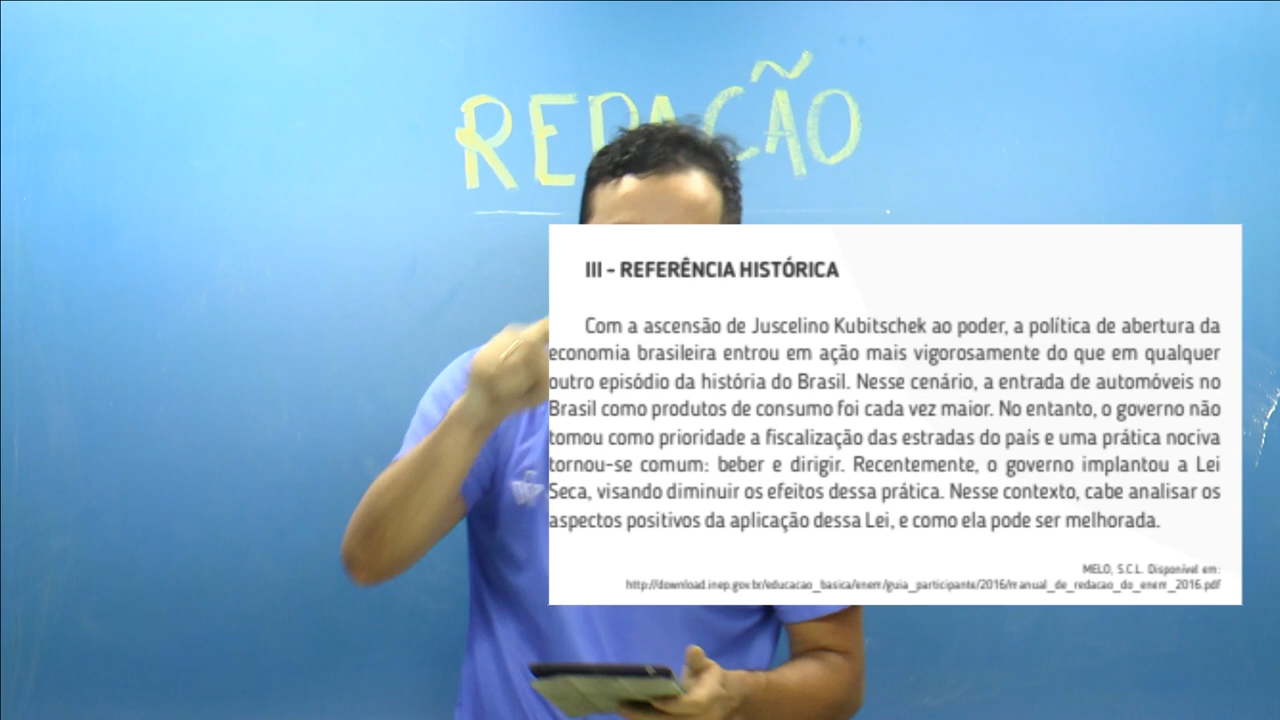 REDAÇÃO
III - REFERÊNCIA HISTÓRICA
Com a ascensão de Juscelino Kubitschek ao poder, a política de abertura da
economia brasileira entrou em ação mais vigorosamente do que em qualquer
outro episódio da história do Brasil. Nesse cenário, a entrada de automóveis no
Brasil como produtos de consumo foi cada vez maior. No entanto, o governo não
tomou como prioridade a fiscalização das estradas do país e uma prática nociva
tornou-se comum: beber e dirigir. Recentemente, o governo implantou a Lei
Seca, visando diminuir os efeitos dessa prática. Nesse contexto, cabe analisar os
aspectos positivos da aplicação dessa Lei, e como ela pode ser melhorada.
MELO, S.C.L. Disponível em:
http://download.inep.gov.br/educacao_basica/enem/guia_participante/2016/manual_de_redacao_do_enem_2016.pdf